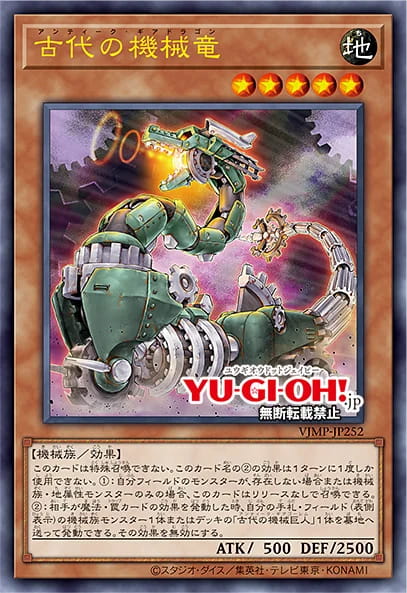 アンティーク・ギアドラゴン
古代の機械竜
地
YU-GI-OH!.jp
ユウギオウドットジェイピー
無断転載禁止
VJMP-JP252
【機械族/効果】
このカードは特殊召喚できない。このカード名の②の効果は1ターンに1度しか
使用できない。①:自分フィールドのモンスターが、存在しない場合または機械
族・地属性モンスターのみの場合、このカードはリリースなしで召喚できる。
②:相手が魔法・罠カードの効果を発動した時、自分の手札・フィールド(表側
表示)の機械族モンスター1体またはデッキの「古代の機械巨人」1体を墓地へ
送って発動できる。その効果を無効にする。
ATK/ 500 DEF/2500
©スタジオ・ダイス/集英社・テレビ東京・KONAMI